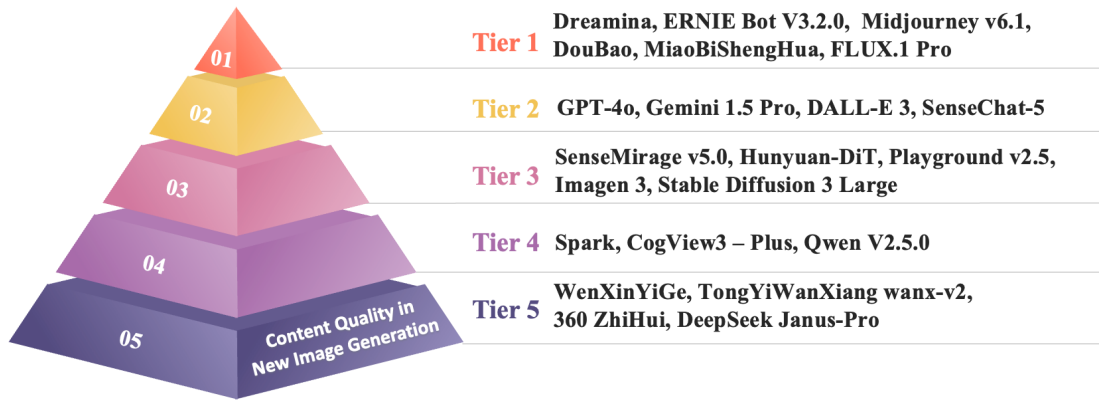 01
Tier 1
Dreamina, ERNIE Bot V3.2.0, Midjourney v6.1,
DouBao, MiaoBiShengHua, FLUX.1 Pro
02
Tier 2
GPT-4o, Gemini 1.5 Pro, DALL-E 3, SenseChat-5
03
Tier 3
SenseMirage v5.0, Hunyuan-DiT, Playground v2.5,
Imagen 3, Stable Diffusion 3 Large
04
Tier 4
Spark, CogView3 – Plus, Qwen V2.5.0
05
Content Quality in
New Image Generation
Tier 5
WenXinYiGe, TongYiWanXiang wanx-v2,
360 ZhiHui, DeepSeek Janus-Pro